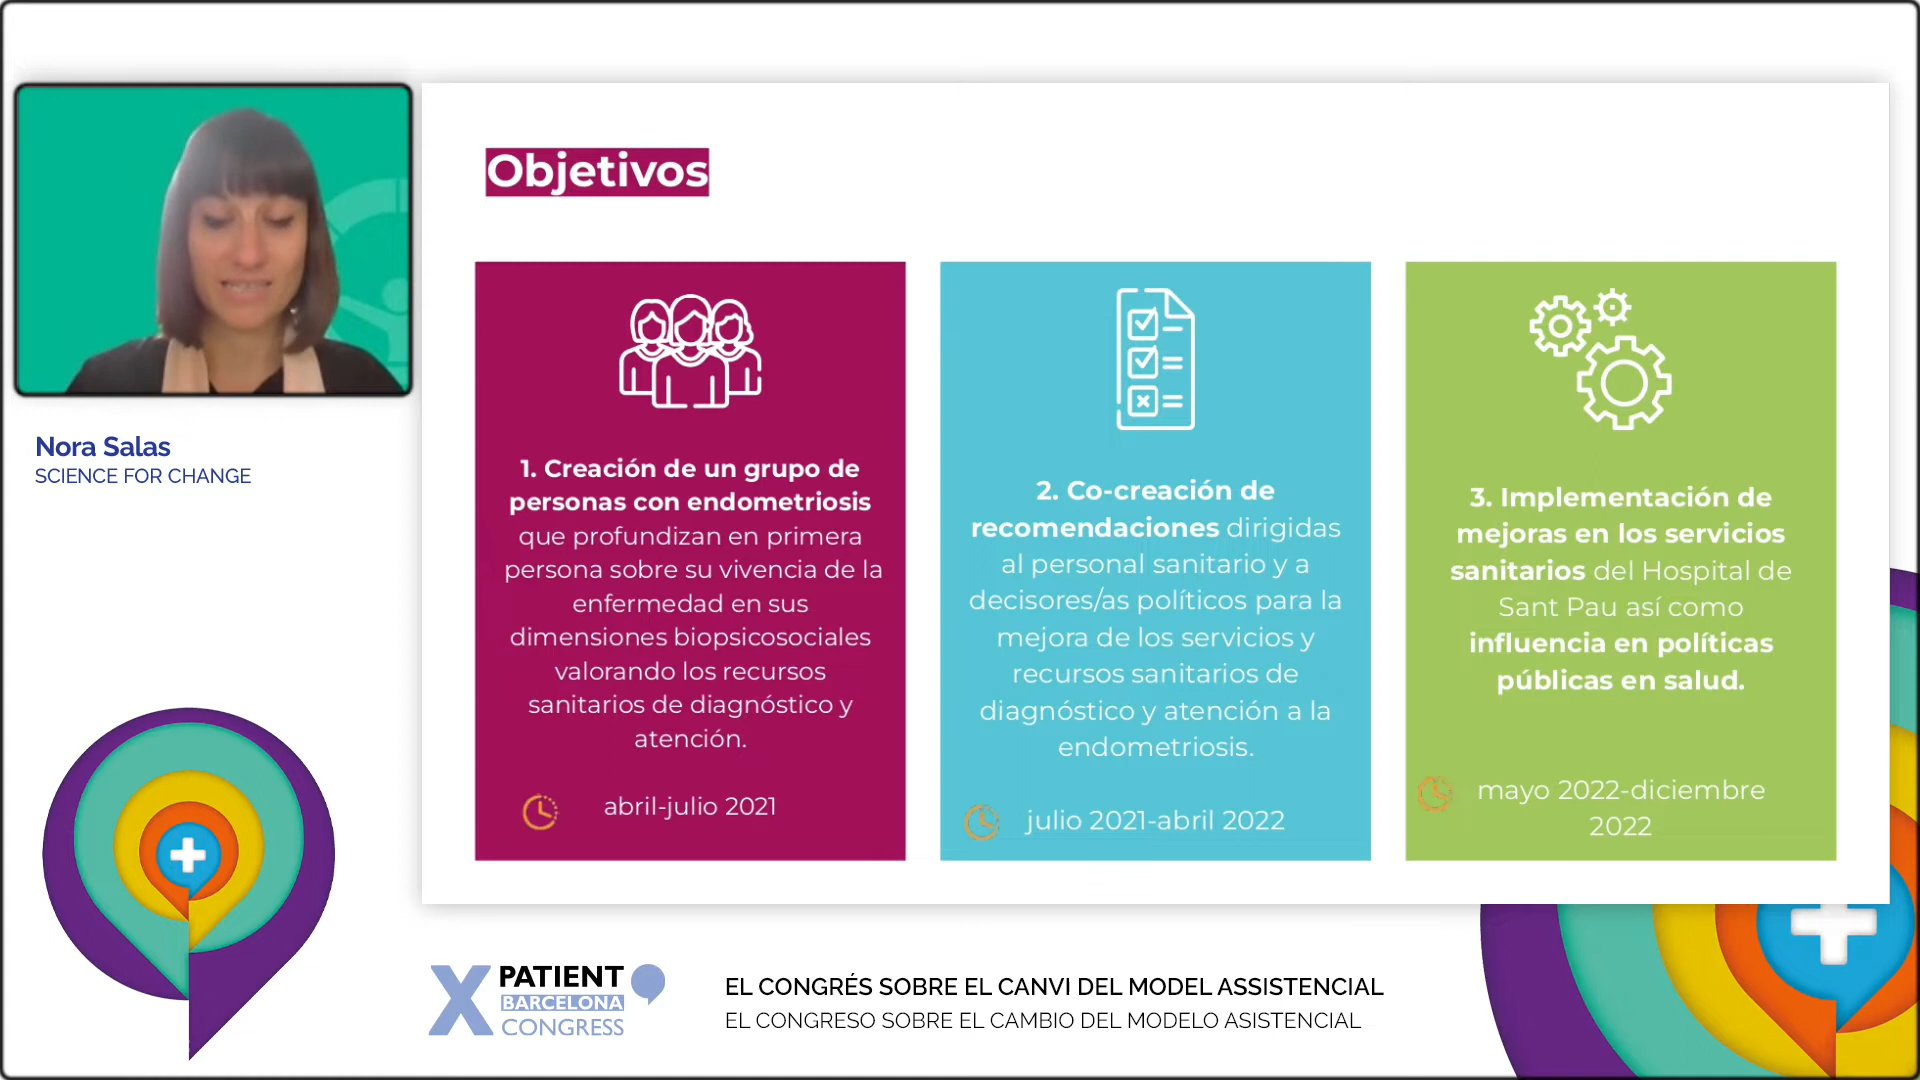 Objetivos
1. Creación de un grupo de
personas con endometriosis
que profundizan en primera
persona sobre su vivencia de la
enfermedad en sus
dimensiones biopsicosociales
valorando los recursos
sanitarios de diagnóstico y
atención.
abril-julio 2021
2. Co-creación de
recomendaciones dirigidas
al personal sanitario y a
decisores/as políticos para la
mejora de los servicios y
recursos sanitarios de
diagnóstico y atención a la
endometriosis.
julio 2021-abril 2022
3. Implementación de
mejoras en los servicios
sanitarios del Hospital de
Sant Pau así como
influencia en políticas
públicas en salud.
mayo 2022-diciembre
2022
Nora Salas
SCIENCE FOR CHANGE
X PATIENT
BARCELONA
CONGRESS
EL CONGRÉS SOBRE EL CANVI DEL MODEL ASSISTENCIAL
EL CONGRESO SOBRE EL CAMBIO DEL MODELO ASISTENCIAL